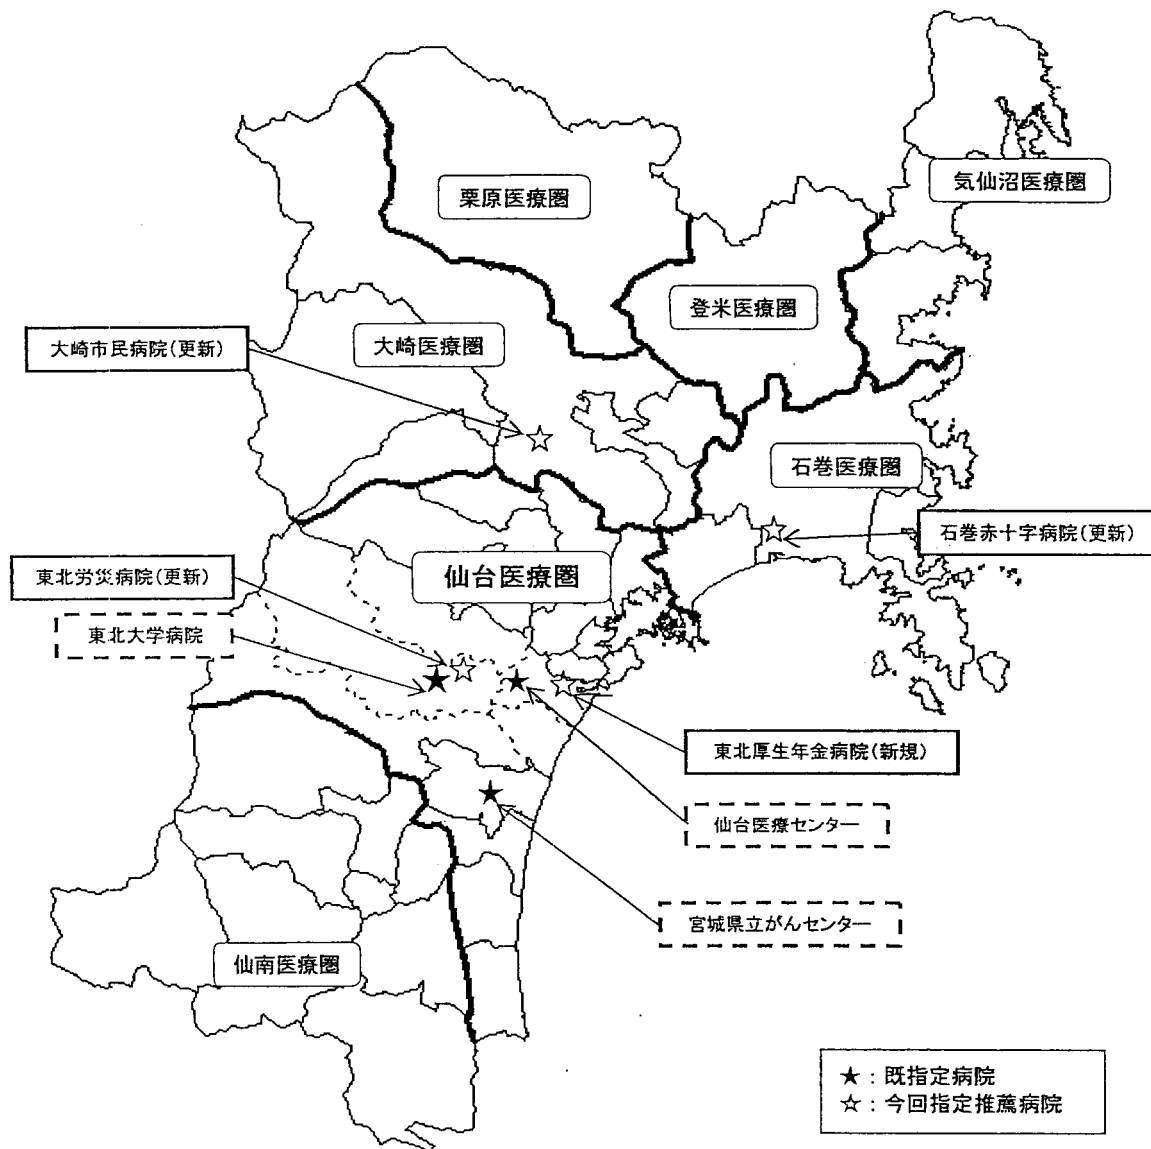 気仙沼医療圏
栗原医療圏
登米医療圏
大崎市民病院(更新)
大崎医療圏
石巻医療圏
石巻赤十字病院(更新)
東北労災病院(更新)
仙台医療圏
東北大学病院
東北厚生年金病院(新規)
仙台医療センター
宮城県立がんセンター
仙南医療圏
★:既指定病院
☆:今回指定推薦病院